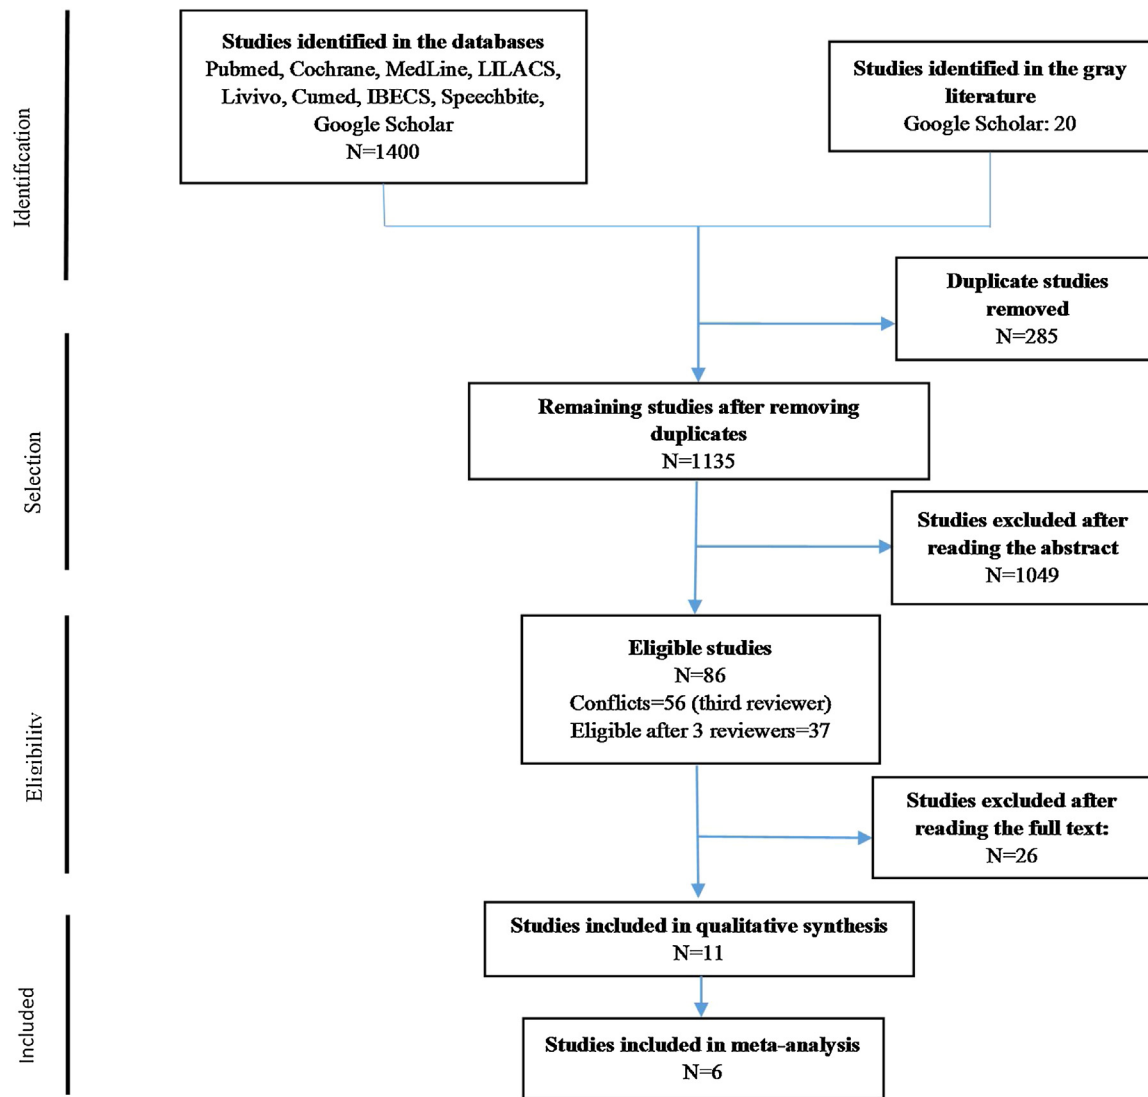 Identification
Studies identified in the databases
Pubmed, Cochrane, MedLine, LILACS,
Livivo, Cumed, IBECS, Speechbite,
Google Scholar
N=1400
Studies identified in the gray
literature
Google Scholar: 20
Duplicate studies
removed
N=285
Selection
Remaining studies after removing
duplicates
N=1135
Studies excluded after
reading the abstract
N=1049
Eligibility
Eligible studies
N=86
Conflicts=56 (third reviewer)
Eligible after 3 reviewers=37
Studies excluded after
reading the full text:
N=26
Included
Studies included in qualitative synthesis
N=11
Studies included in meta-analysis
N=6